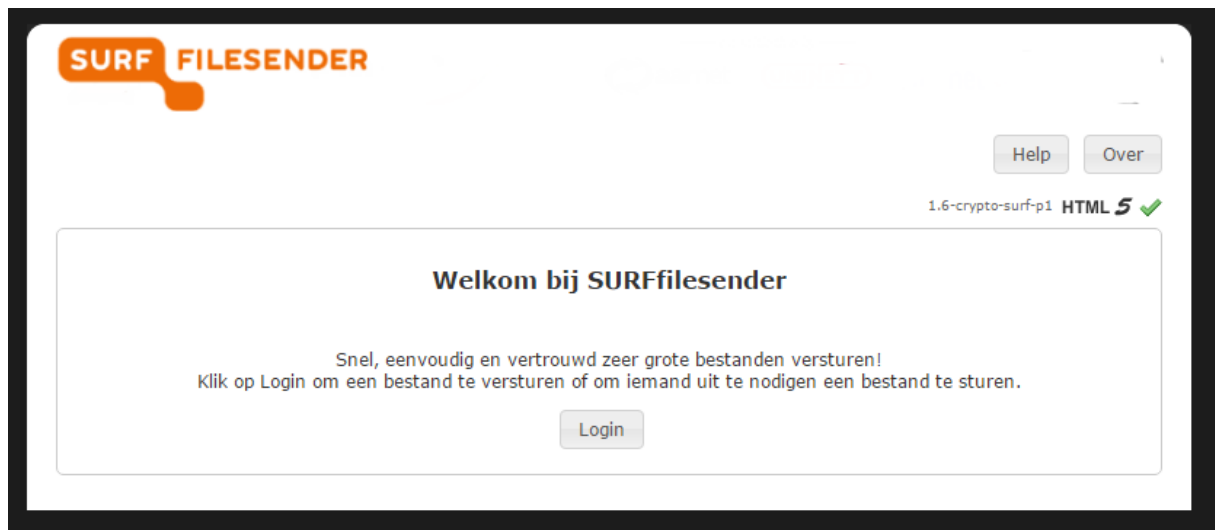 SURF FILESENDER
Help Over
1.6-crypto-surf-p1 HTML 5
Welkom bij SURFfilesender
Snel, eenvoudig en vertrouwd zeer grote bestanden versturen!
Klik op Login om een bestand te versturen of om iemand uit te nodigen een bestand te sturen.
Login